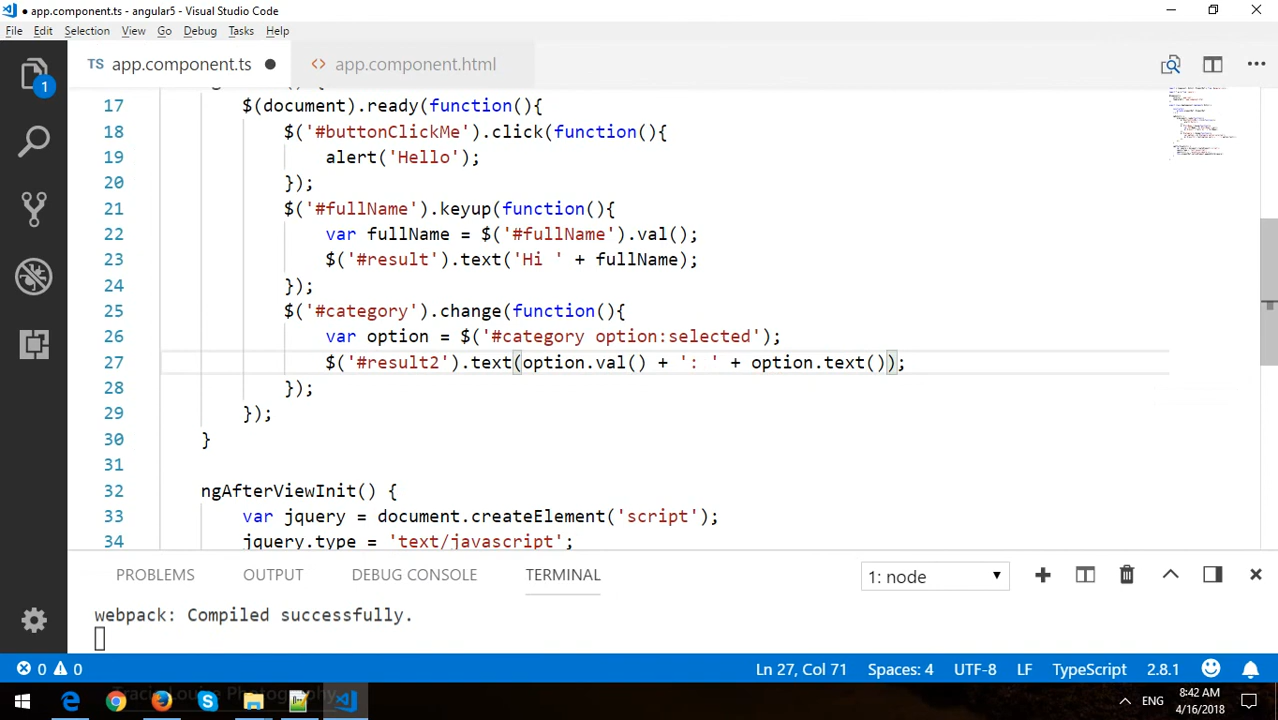 ● app.component.ts - angular5 - Visual Studio Code
File Edit Selection View Go Debug Tasks Help
TS app.component.ts ● <> app.component.html
1
17 $(document).ready(function(){
18 $('#buttonClickMe').click(function(){
19 alert('Hello');
20 });
21 $('#fullName').keyup(function(){
22 var fullName = $('#fullName').val();
23 $('#result').text('Hi ' + fullName);
24 });
25 $('#category').change(function(){
26 var option = $('#category option:selected');
27 $('#result2').text(option.val() + ': ' + option.text());
28 });
29 });
30 }
31
32 ngAfterViewInit() {
33 var jquery = document.createElement('script');
34 jquery.type = 'text/javascript';
PROBLEMS OUTPUT DEBUG CONSOLE TERMINAL 1: node
webpack: Compiled successfully.
0 0 Ln 27, Col 71 Spaces: 4 UTF-8 LF TypeScript 2.8.1
Photography
ENG 8:42 AM
4/16/2018